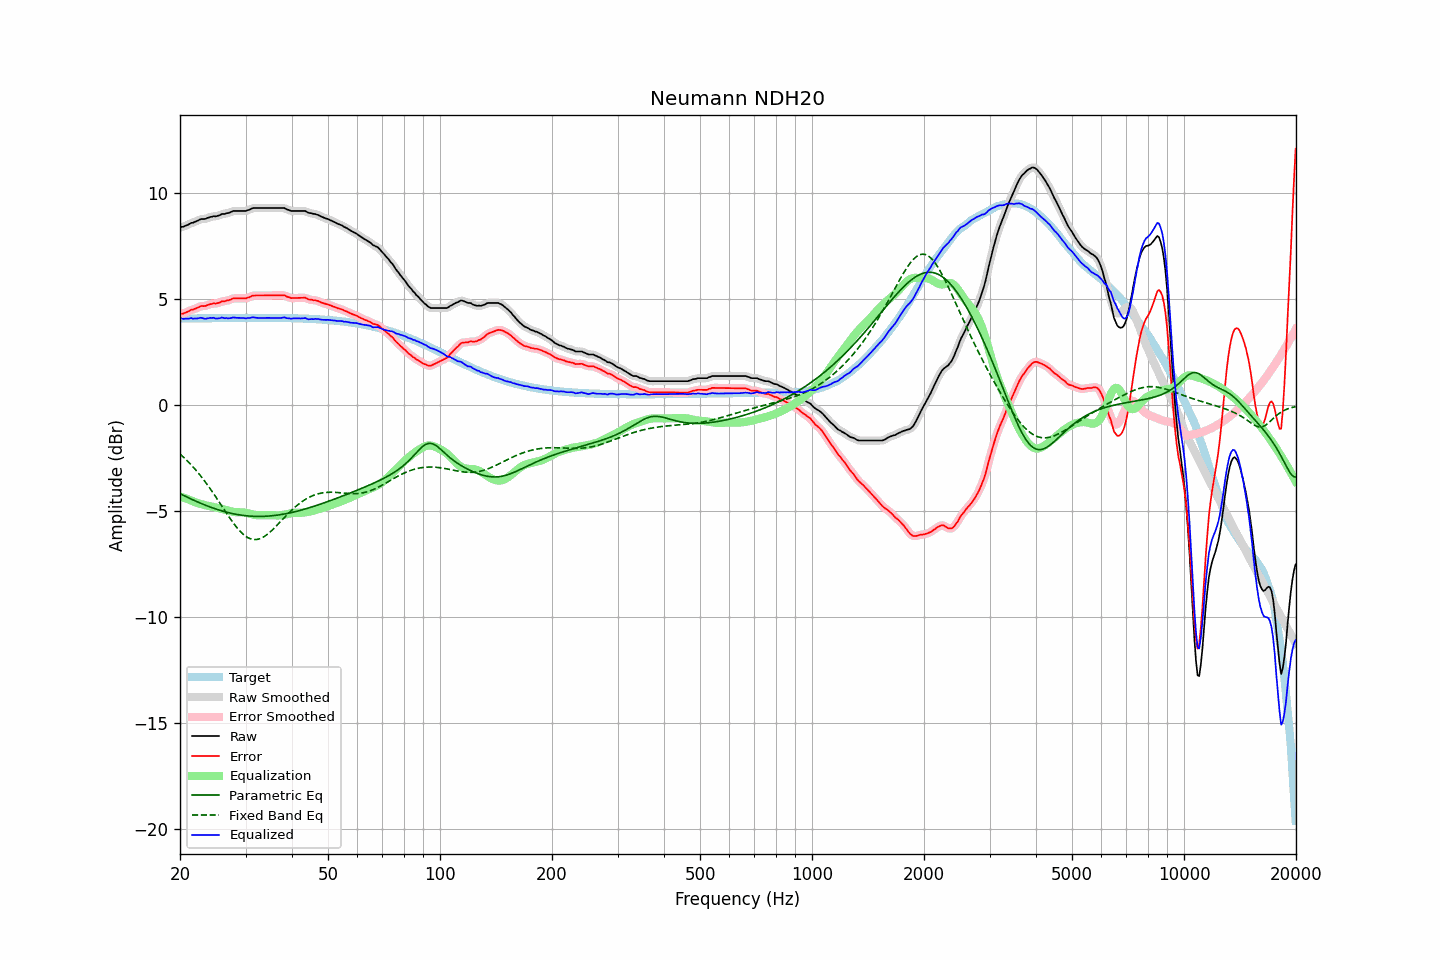 Neumann NDH20
Amplitude (dBr)
10
5
0
−5
−10
−15
−20
Target
Raw Smoothed
Error Smoothed
Raw
Error
Equalization
Parametric Eq
Fixed Band Eq
Equalized
20 50 100 200 500 1000 2000 5000 10000 20000
Frequency (Hz)